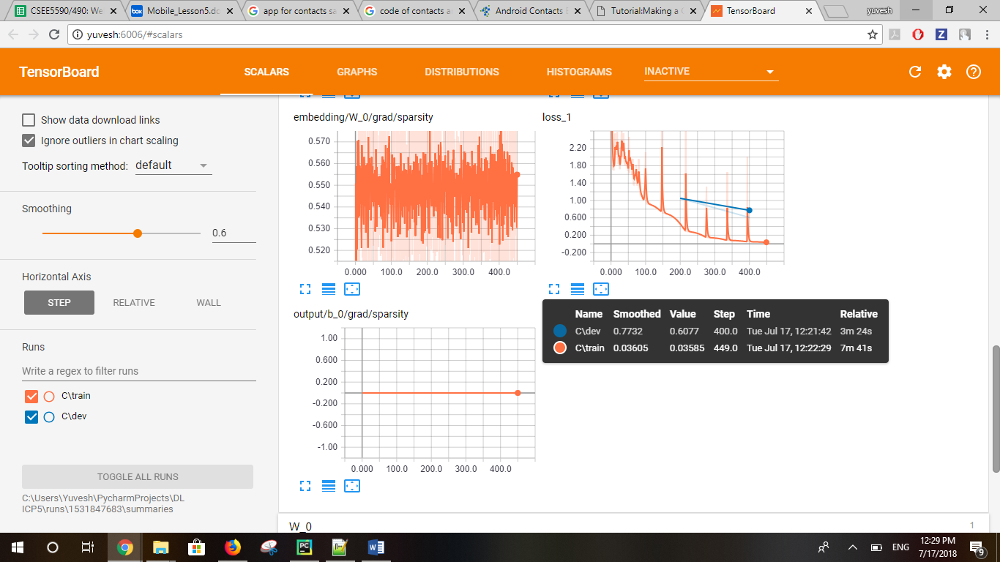 CSEE5590/490: We
Mobile_Lesson5.do
app for contacts sa
code of contacts a
Android Contacts
Tutorial:Making a
TensorBoard
yuvesh
yuvesh:6006/#scalars
TensorBoard
SCALARS
GRAPHS
DISTRIBUTIONS
HISTOGRAMS
INACTIVE
Show data download links
Ignore outliers in chart scaling
Tooltip sorting method: default
Smoothing
0.6
Horizontal Axis
STEP RELATIVE WALL
Runs
Write a regex to filter runs
C\train
C\dev
TOGGLE ALL RUNS
C:\Users\Yuvesh\PycharmProjects\DL
ICP5\runs\1531847683\summaries
embedding/W_0/grad/sparsity
0.570
0.560
0.550
0.540
0.530
0.520
0.000 100.0 200.0 300.0 400.0
loss_1
2.20
1.80
1.40
1.00
0.600
0.200
-0.200
0.000 100.0 200.0 300.0 400.0
Name Smoothed Value Step Time Relative
C\dev 0.7732 0.6077 400.0 Tue Jul 17, 12:21:42 3m 24s
C\train 0.03605 0.03585 449.0 Tue Jul 17, 12:22:29 7m 41s
output/b_0/grad/sparsity
1.00
0.600
0.200
-0.200
-0.600
-1.00
0.000 100.0 200.0 300.0 400.0
W_0
1
ENG
12:29 PM
7/17/2018
9